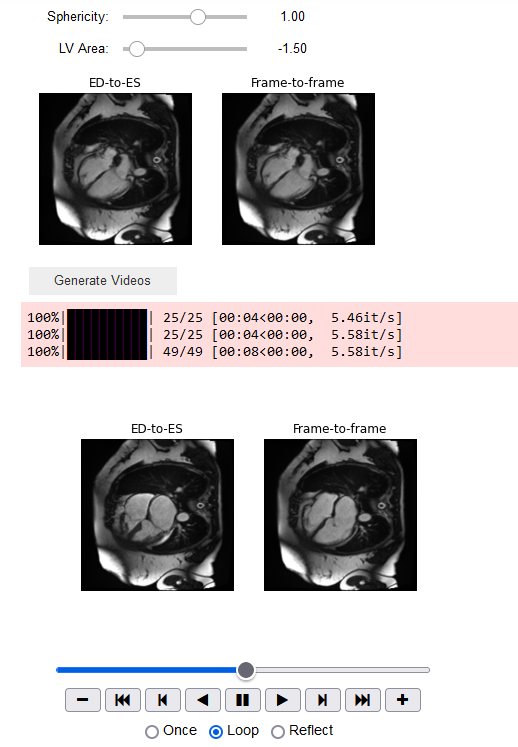 Sphericity: 1.00
LV Area: -1.50
ED-to-ES Frame-to-frame
Generate Videos
100%| | 25/25 [00:04<00:00, 5.46it/s]
100%| | 25/25 [00:04<00:00, 5.58it/s]
100%| | 49/49 [00:08<00:00, 5.58it/s]
ED-to-ES Frame-to-frame
Once Loop Reflect